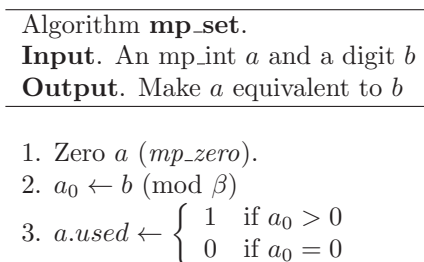 Algorithm mp_set.
Input. An mp_int a and a digit b
Output. Make a equivalent to b
1. Zero a (mp_zero).
2. a₀ ← b (mod β)
3. a.used ← { 1 if a₀ > 0
0 if a₀ = 0